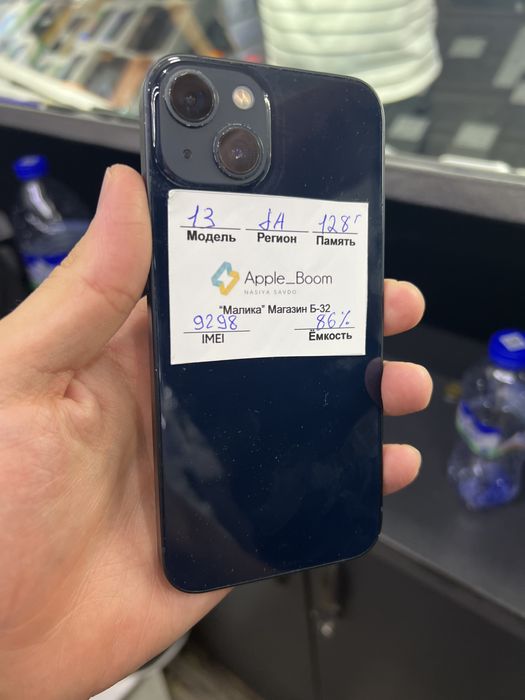 13 JA 128г
Модель Регион Память
Apple_Boom
NASIYA SAVDO
"Малика" Магазин Б-32
9298 86%
IMEI Ёмкость